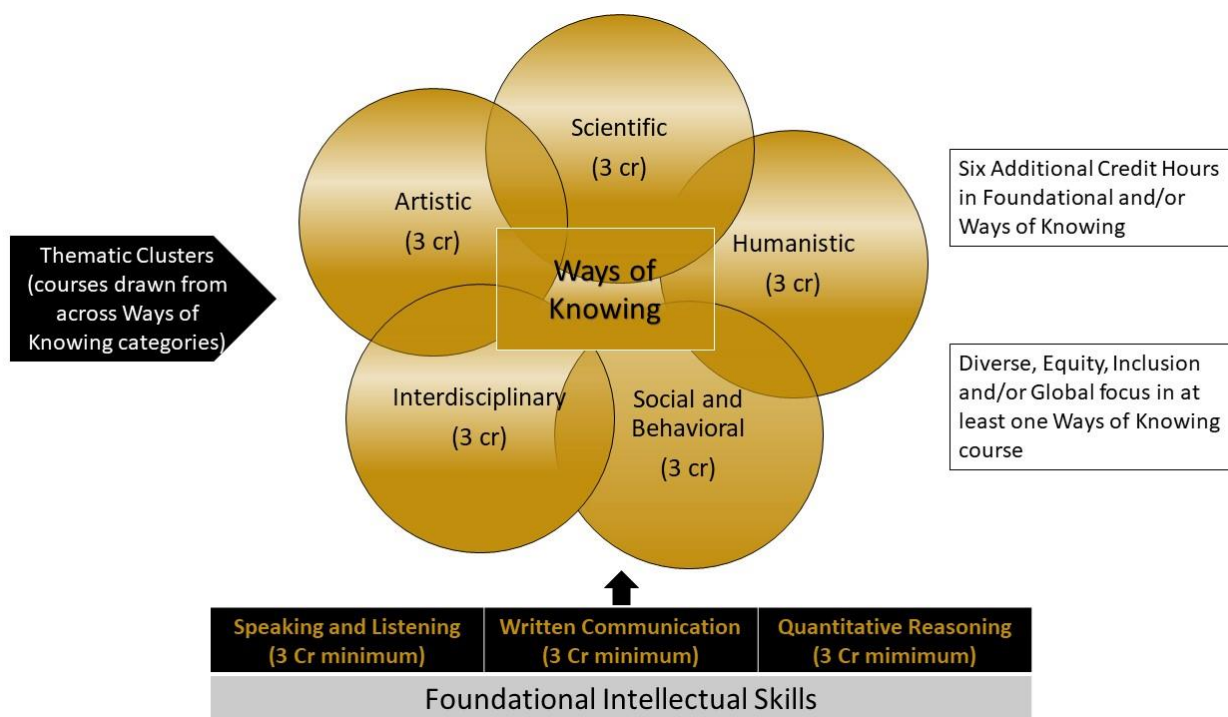 Scientific
(3 cr)
Artistic
(3 cr)
Humanistic
(3 cr)
Ways of
Knowing
Interdisciplinary
(3 cr)
Social and
Behavioral
(3 cr)
Thematic Clusters
(courses drawn from
across Ways of
Knowing categories)
Six Additional Credit Hours
in Foundational and/or
Ways of Knowing
Diverse, Equity, Inclusion
and/or Global focus in at
least one Ways of Knowing
course
Speaking and Listening
(3 Cr minimum)
Written Communication
(3 Cr minimum)
Quantitative Reasoning
(3 Cr mimimum)
Foundational Intellectual Skills